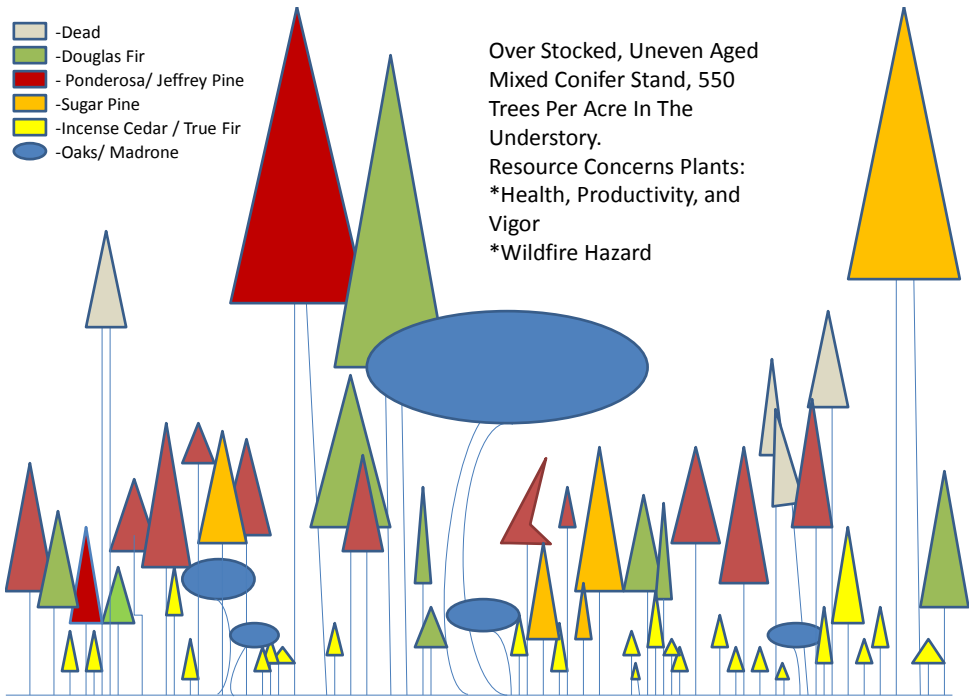 -Dead
-Douglas Fir
- Ponderosa/ Jeffrey Pine
-Sugar Pine
-Incense Cedar / True Fir
-Oaks/ Madrone
Over Stocked, Uneven Aged
Mixed Conifer Stand, 550
Trees Per Acre In The
Understory.
Resource Concerns Plants:
*Health, Productivity, and
Vigor
*Wildfire Hazard